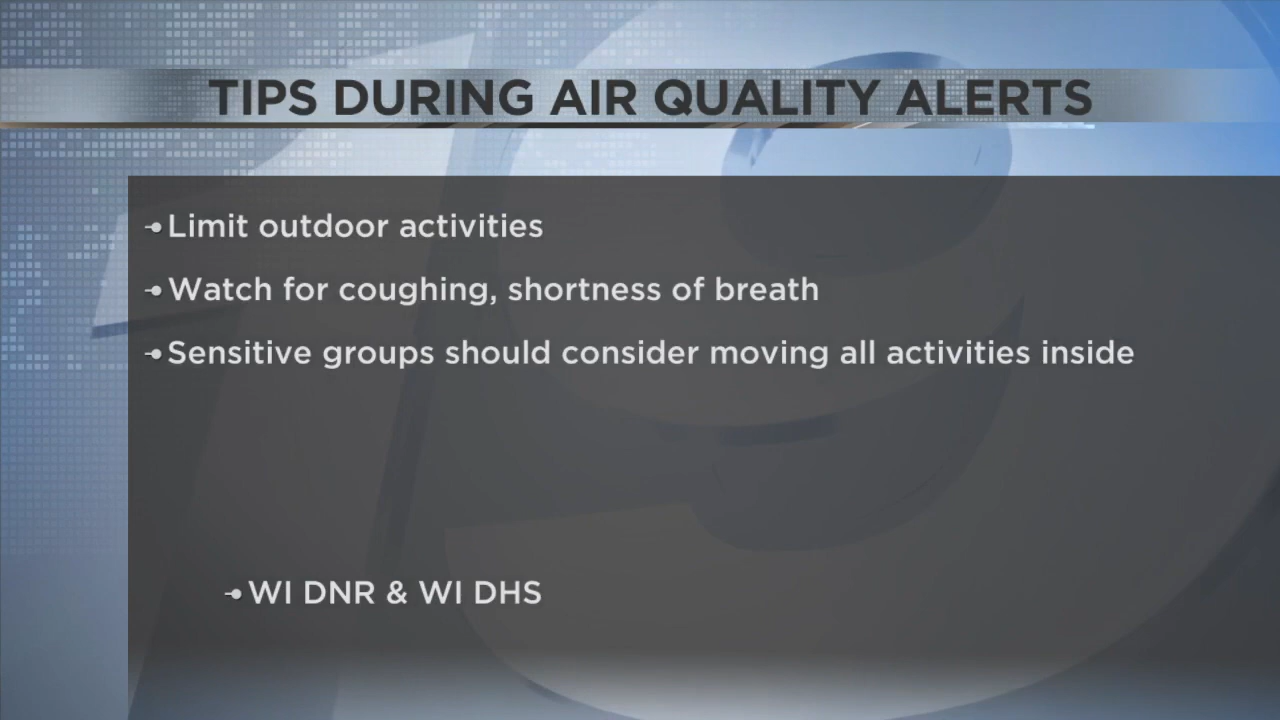 TIPS DURING AIR QUALITY ALERTS
Limit outdoor activities
Watch for coughing, shortness of breath
Sensitive groups should consider moving all activities inside
WI DNR & WI DHS